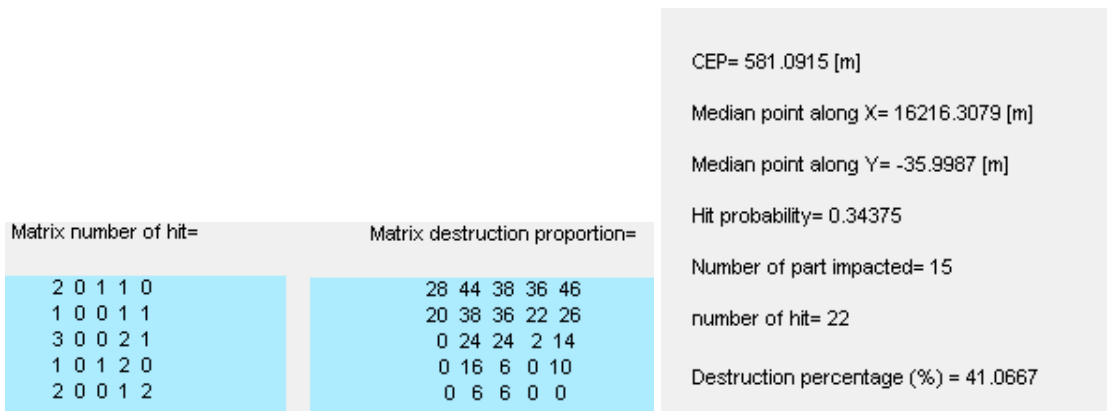 Matrix number of hit=
2 0 1 1 0
1 0 0 1 1
3 0 0 2 1
1 0 1 2 0
2 0 0 1 2
Matrix destruction proportion=
28 44 38 36 46
20 38 36 22 26
0 24 24 2 14
0 16 6 0 10
0 6 6 0 0
CEP= 581.0915 [m]
Median point along X= 16216.3079 [m]
Median point along Y= -35.9987 [m]
Hit probability= 0.34375
Number of part impacted= 15
number of hit= 22
Destruction percentage (%) = 41.0667